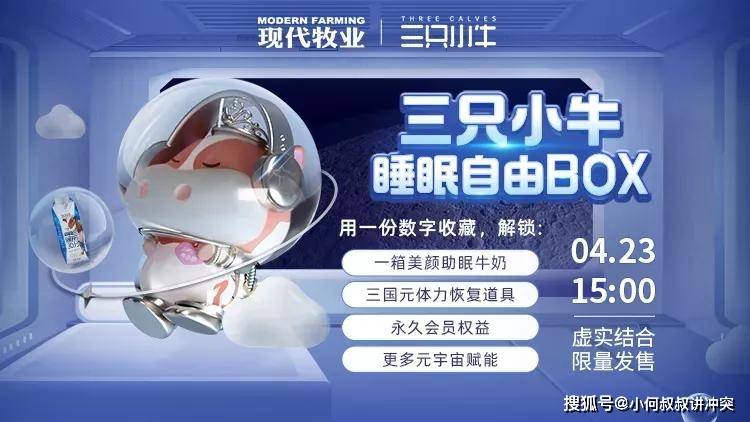 MODERN FARMING
现代牧业
THREE CALVES
三只小牛
三只小牛
睡眠自由BOX
用一份数字收藏，解锁：
一箱美颜助眠牛奶
三国元体力恢复道具
永久会员权益
更多元宇宙赋能
04.23
15:00
虚实结合
限量发售
搜狐号@小何叔叔讲冲突